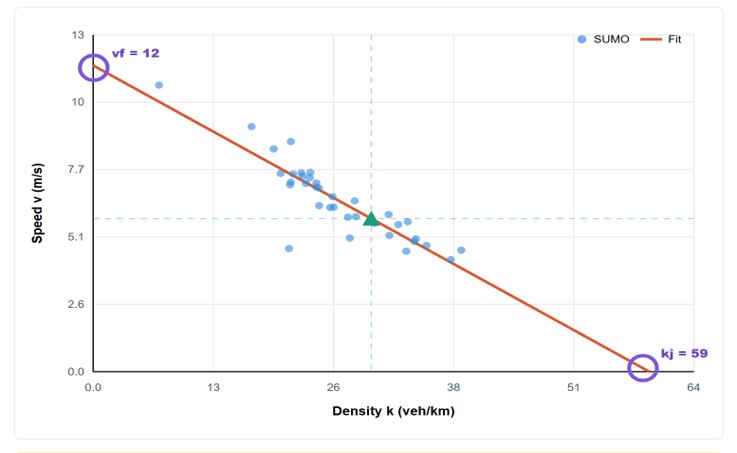 13
vf = 12
SUMO
Fit
10
7.7
5.1
2.6
0.0
Speed v (m/s)
kj = 59
0.0 13 26 38 51 64
Density k (veh/km)